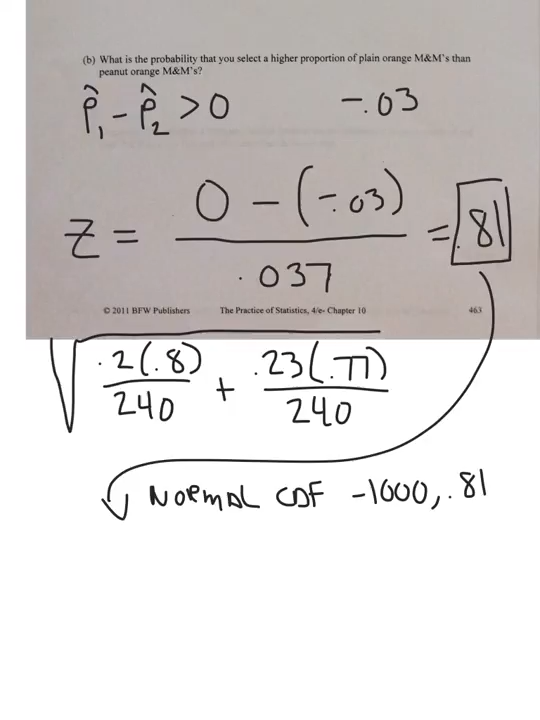 (b) What is the probability that you select a higher proportion of plain orange M&M's than
peanut orange M&M's?
p̂₁ - p̂₂ > 0 -.03
Z = 0 - (-.03) / .037 = .81
© 2011 BFW Publishers The Practice of Statistics, 4/e- Chapter 10 463
√ .2(.8) / 240 + .23(.77) / 240
NORMAL CDF -1000, .81